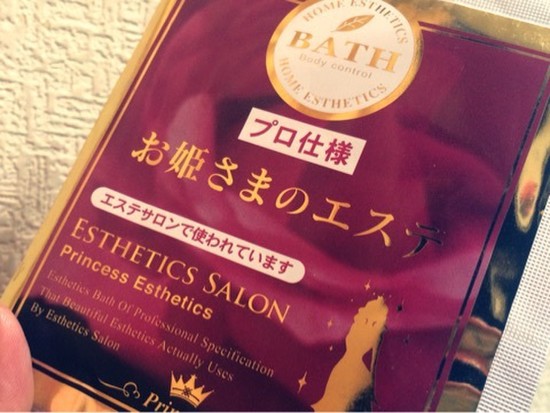 HOME ESTHETICS
BATH
Body control
HOME ESTHETICS
プロ仕様
お姫さまのエステ
エステサロンで使われています
ESTHETICS SALON
Princess Esthetics
Esthetics Bath Of Professional Specification
That Beautiful Esthetics Actually Uses
By Esthetics Salon